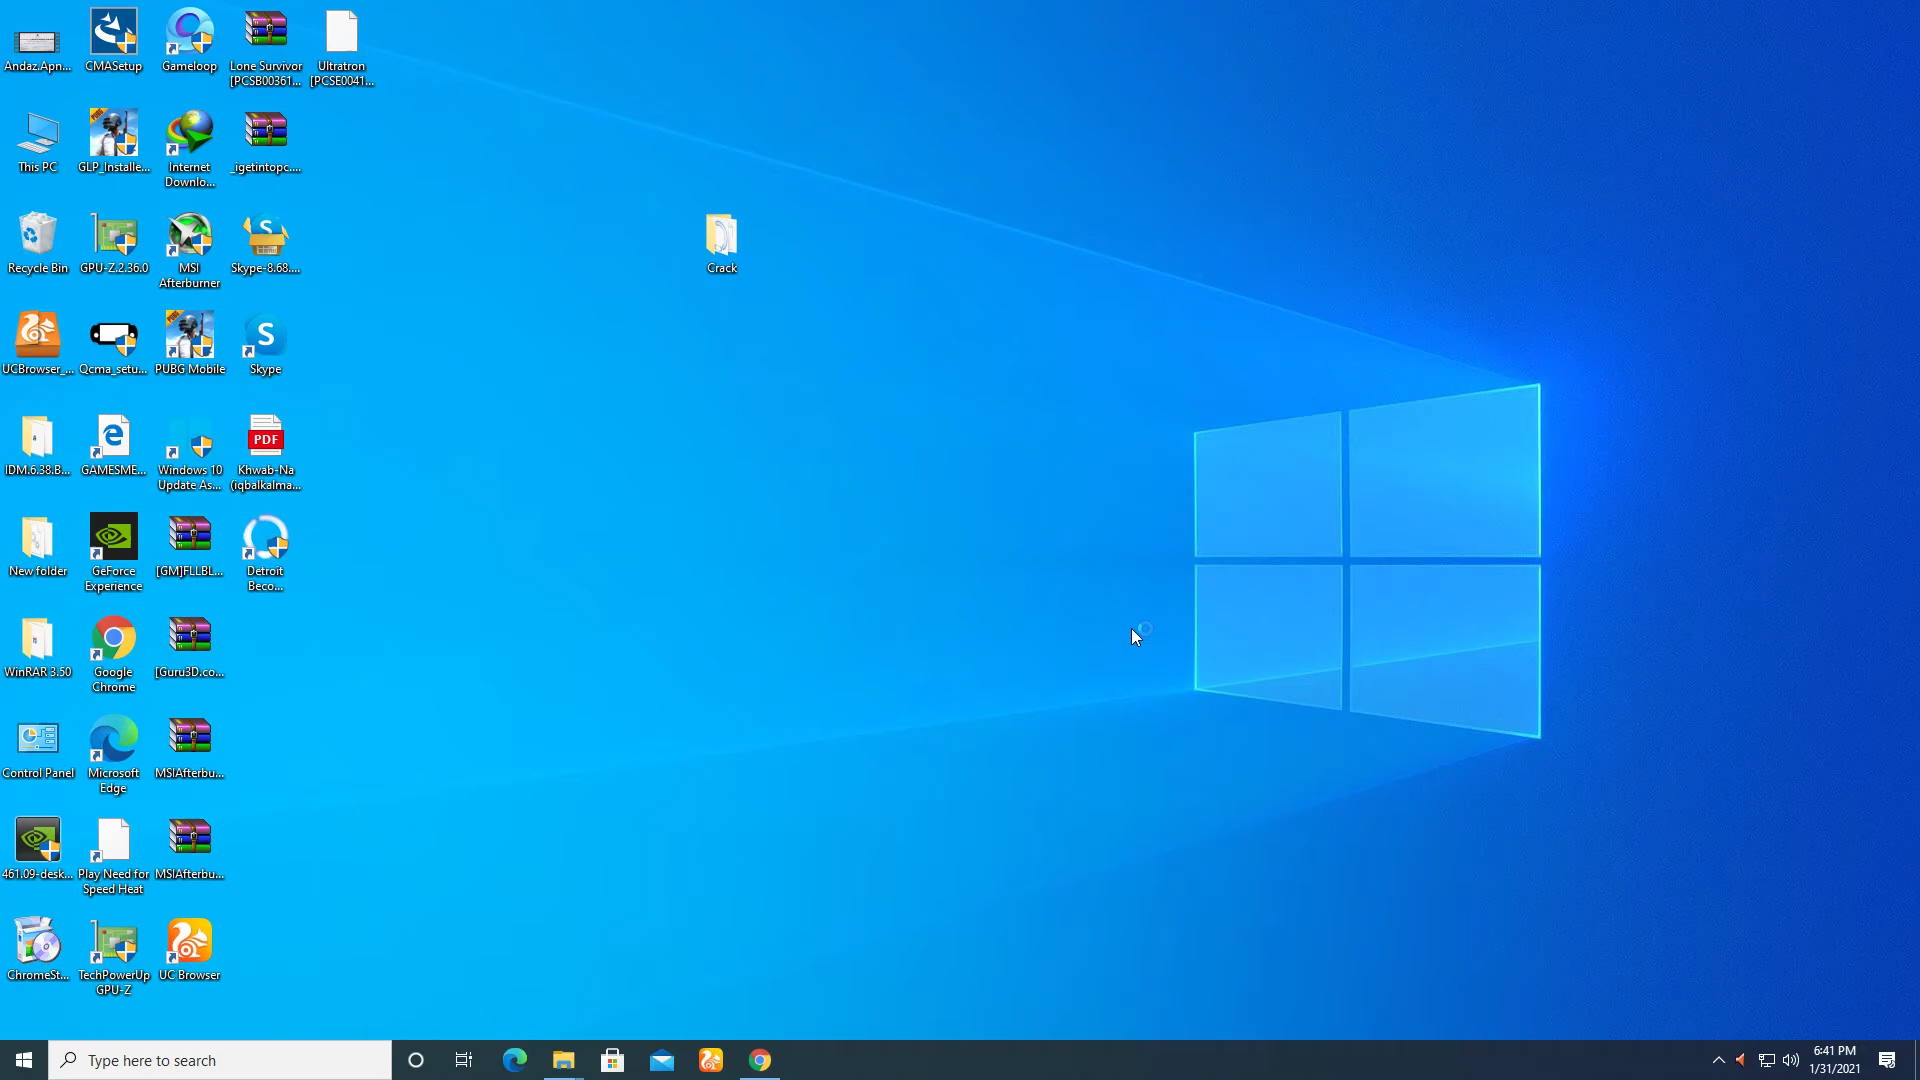 Andaz.Apn...
CMASetup
Gameloop
Lone Survivor
[PCSB00361...
Ultratron
[PCSE0041...
This PC
GLP_Installe...
Internet
Downlo...
_igetintopc....
Recycle Bin
GPU-Z.2.36.0
MSI
Afterburner
Skype-8.68....
Crack
UCBrowser_...
Qcma_setu...
PUBG Mobile
Skype
IDM.6.38.B...
GAMESME...
Windows 10
Update As...
PDF
Khwab-Na
(iqbalkalma...
New folder
GeForce
Experience
[GM]FLLBL...
Detroit
Beco...
WinRAR 3.50
Google
Chrome
[Guru3D.co...
Control Panel
Microsoft
Edge
MSIAfterbu...
461.09-desk...
Play Need for
Speed Heat
MSIAfterbu...
ChromeSt...
TechPowerUp
GPU-Z
UC Browser
Type here to search
6:41 PM
1/31/2021